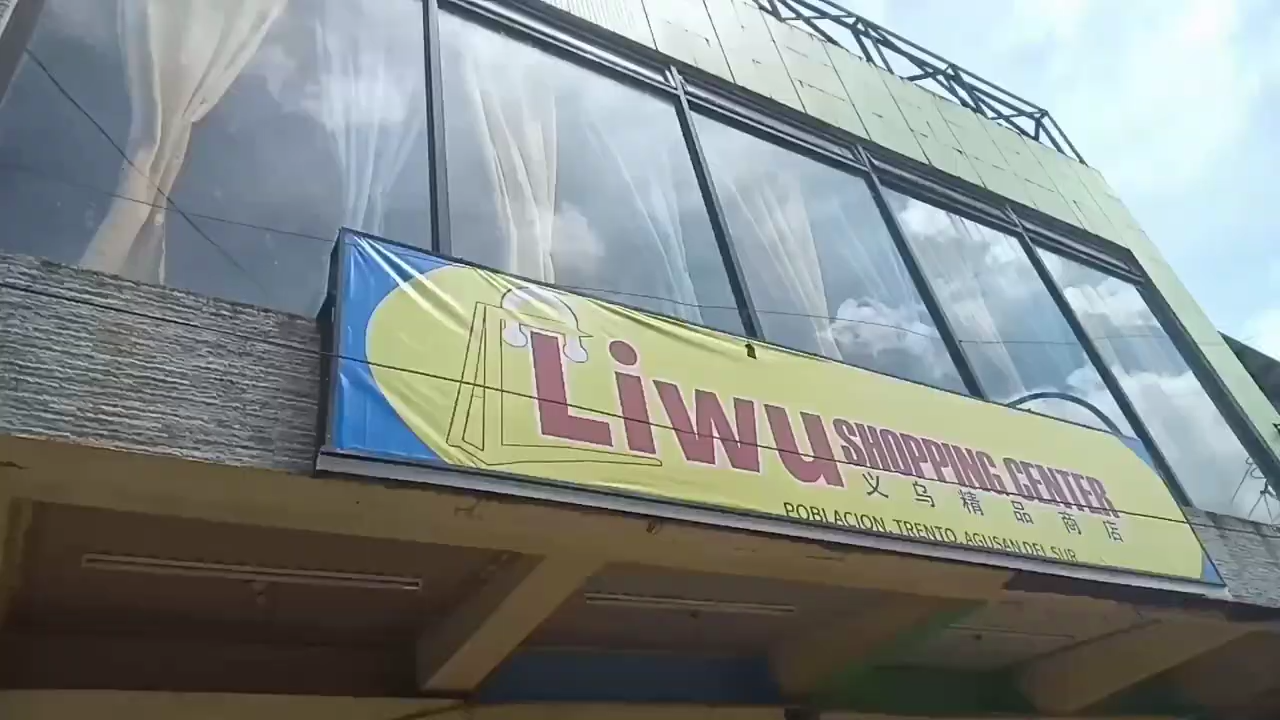 Liwu SHOPPING CENTER
义乌精品商店
POBLACION, TRENTO, AGUSAN DEL SUR